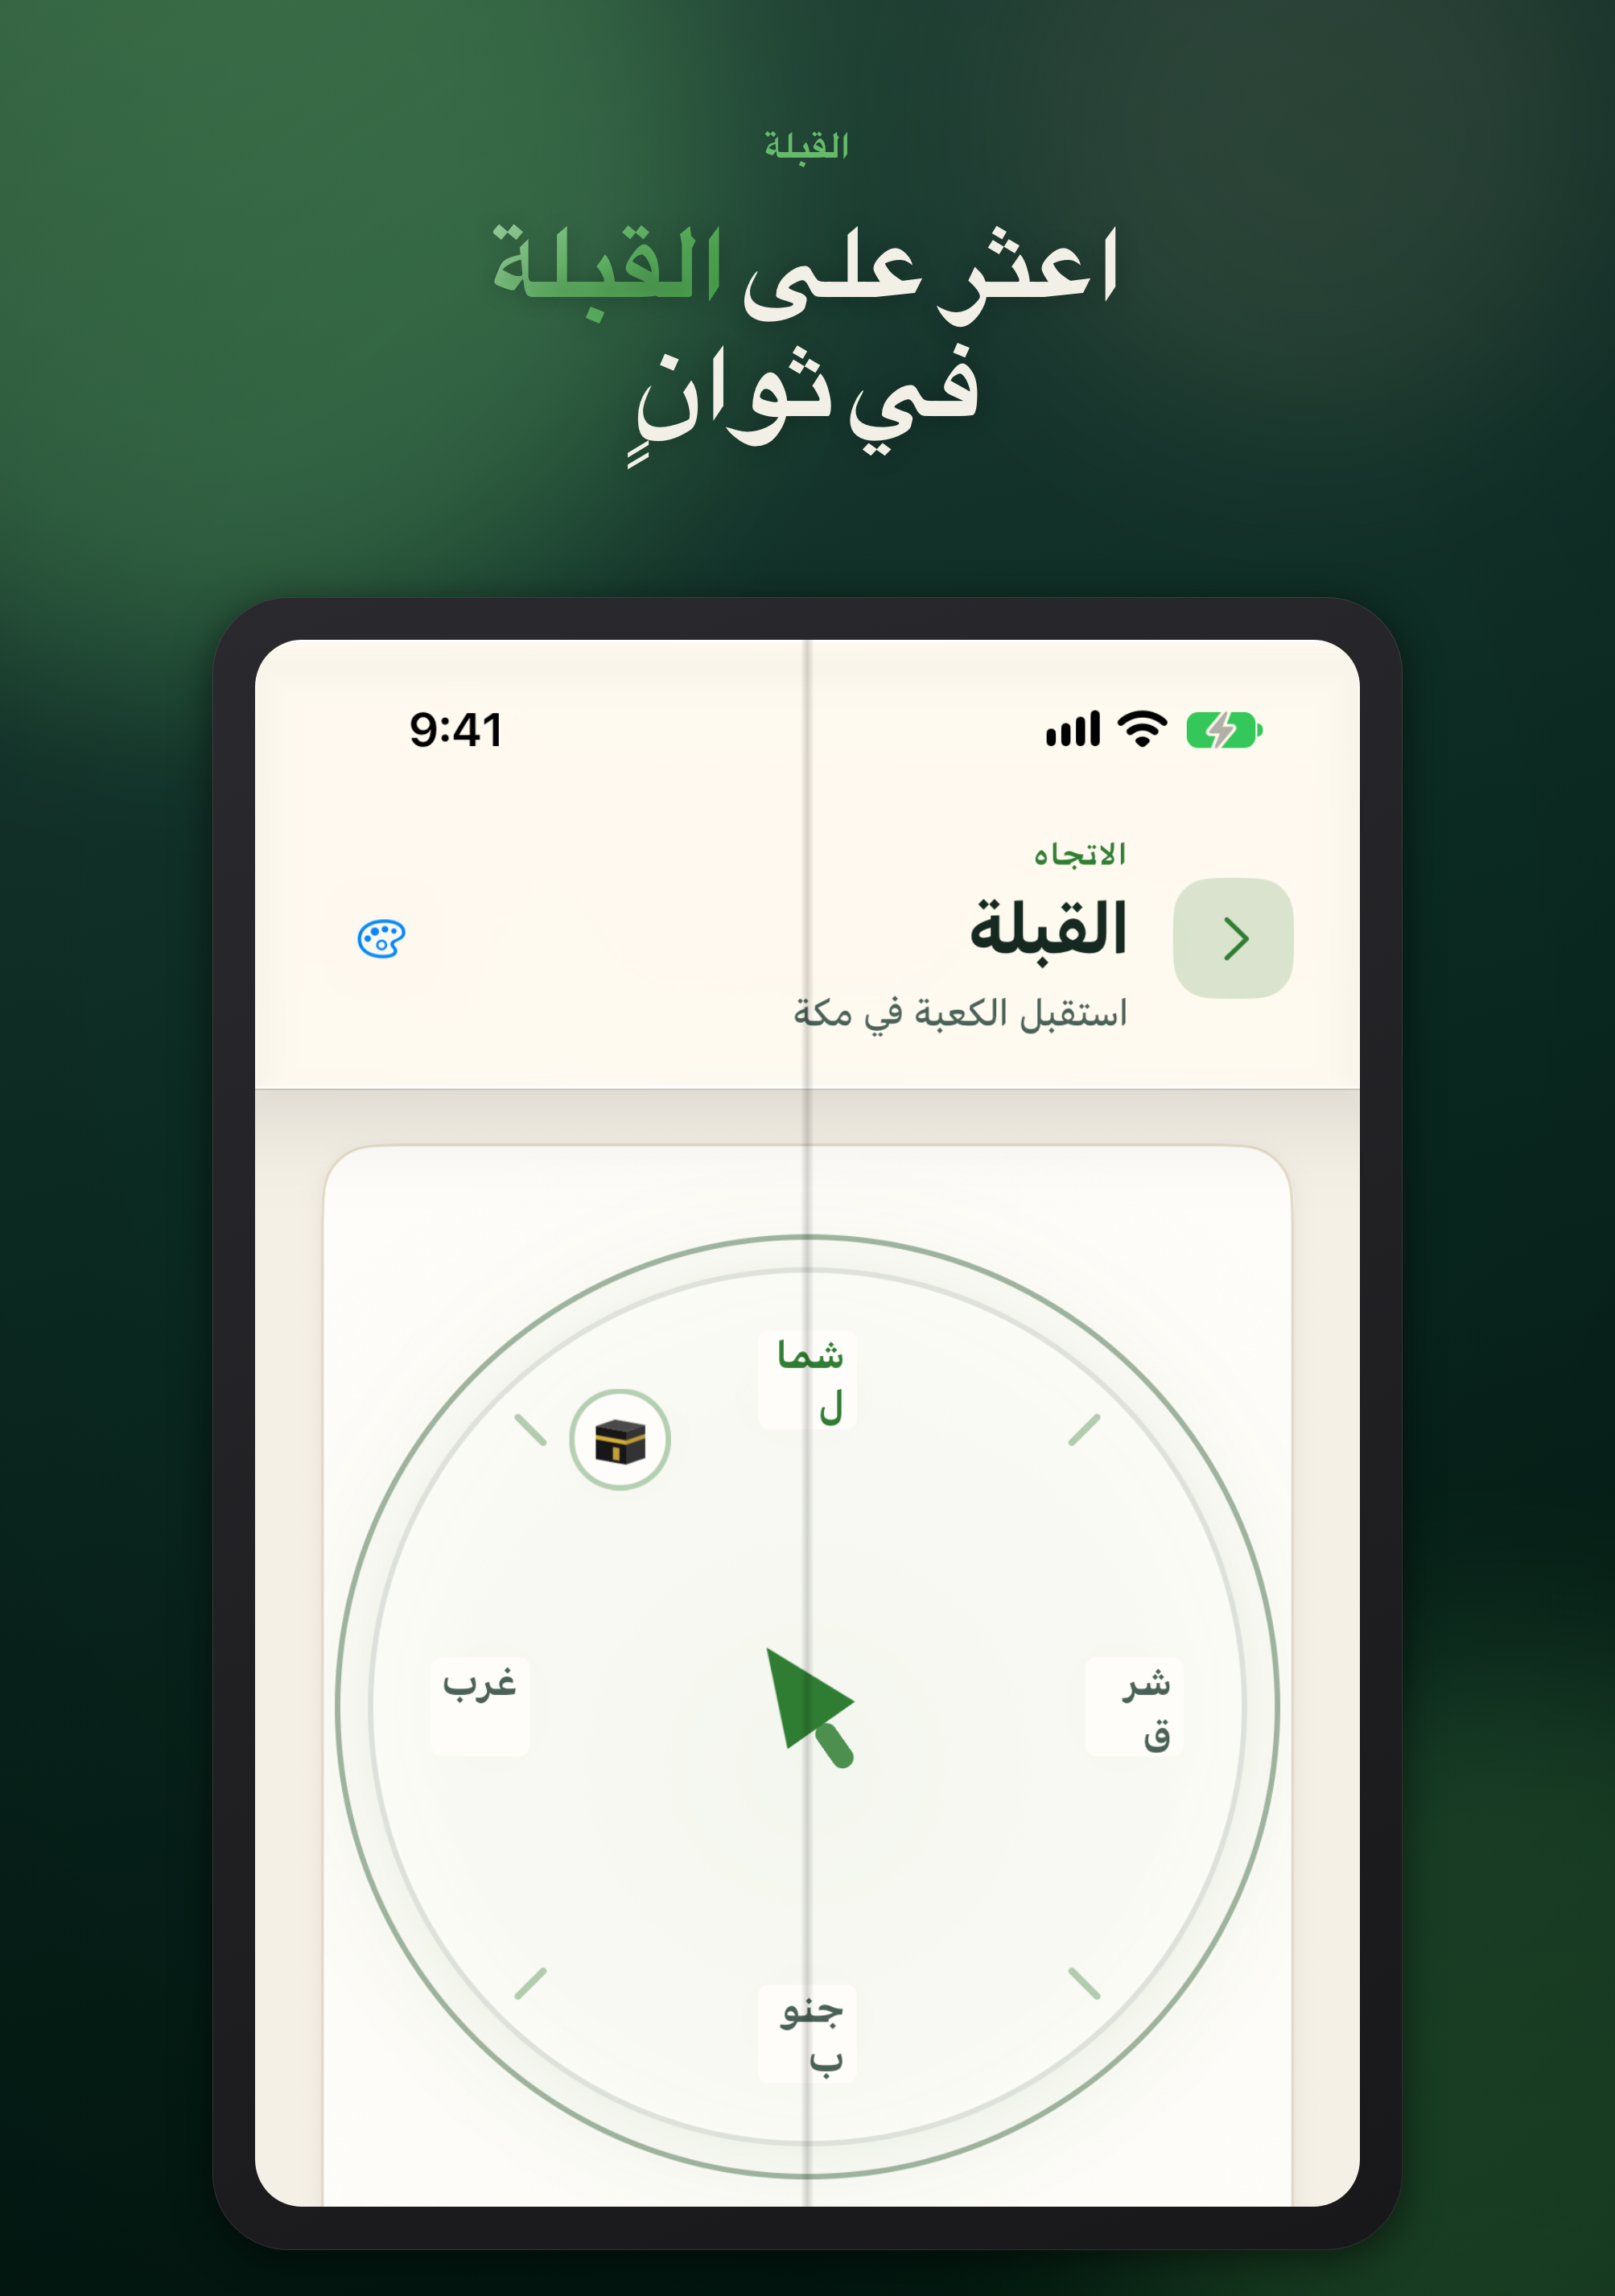 القبلة
اعثر على القبلة
في ثوانٍ
9:41
الاتجاه
القبلة
استقبل الكعبة في مكة
شما
ل
غرب
شر
ق
جنو
ب